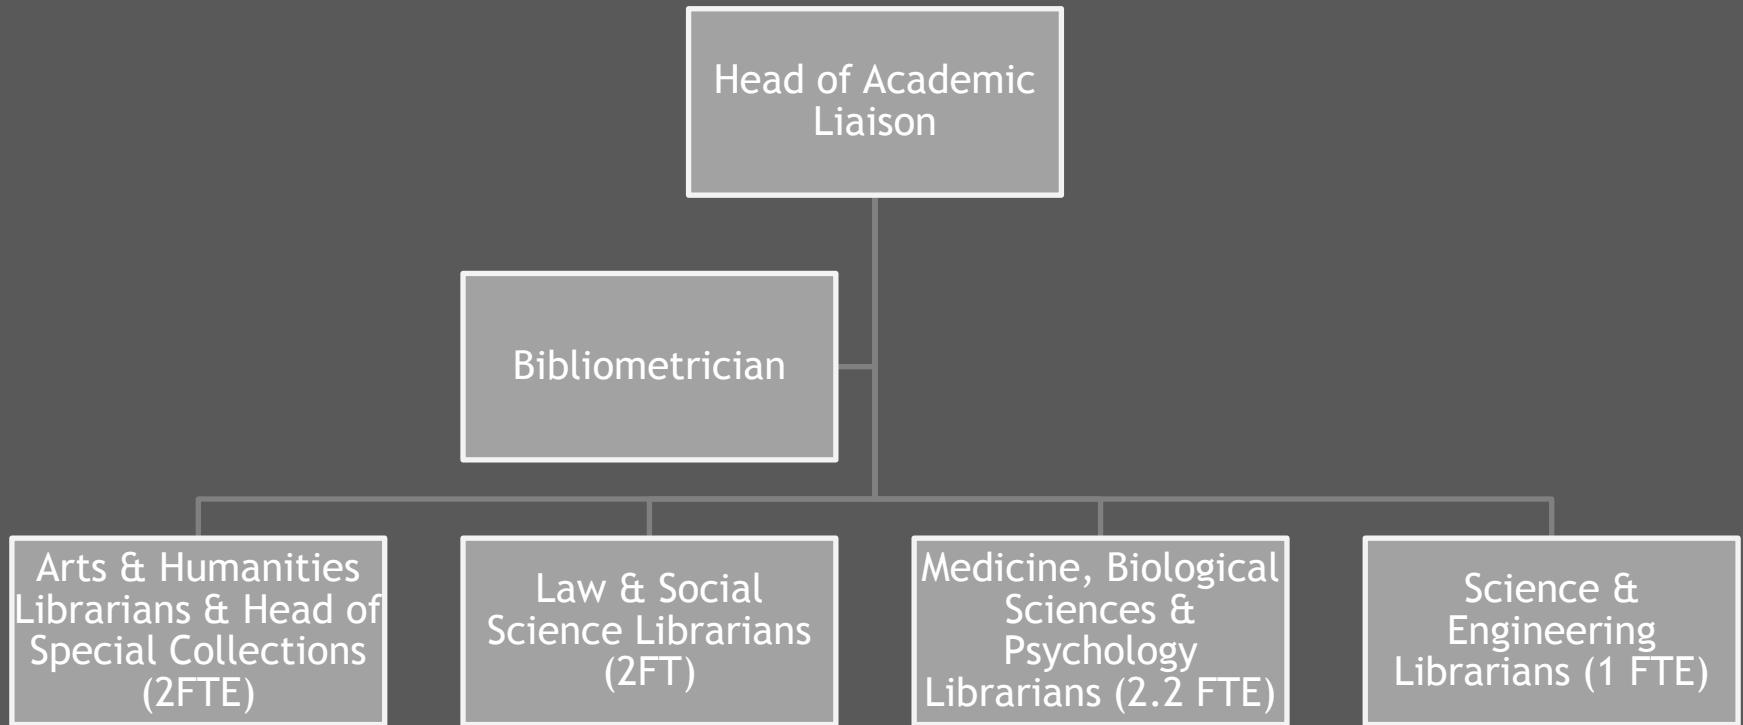 Head of Academic
Liaison
Bibliometrician
Arts & Humanities
Librarians & Head of
Special Collections
(2FTE)
Law & Social
Science Librarians
(2FT)
Medicine, Biological
Sciences &
Psychology
Librarians (2.2 FTE)
Science &
Engineering
Librarians (1 FTE)